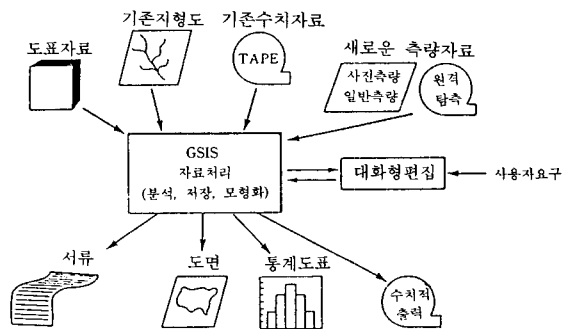 기존지형도
기존수치자료
도표자료
TAPE
새로운 측량자료
사진측량
일반측량
원격
탐측
GSIS
자료처리
(분석, 저장, 모형화)
대화형편집
사용자요구
서류
도면
통계도표
수치적
출력